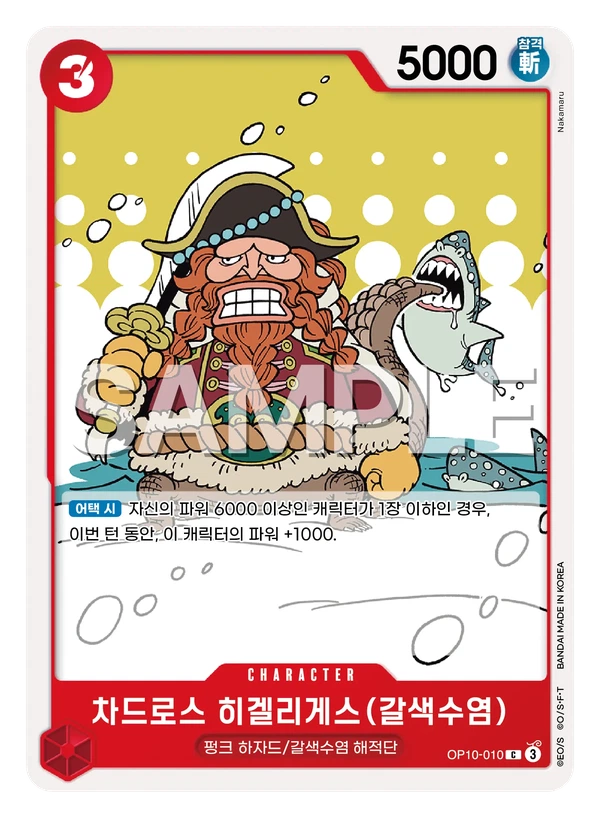 3
5000
참격
斬
Nakamaru
SAMPLE
어택 시 자신의 파워 6000 이상인 캐릭터가 1장 이하인 경우,
이번 턴 동안, 이 캐릭터의 파워 +1000.
CHARACTER
차드로스 히겔리게스(갈색수염)
펑크 하자드/갈색수염 해적단
OP10-010 C 3
©EO/S ©O/S·F·T BANDAI MADE IN KOREA